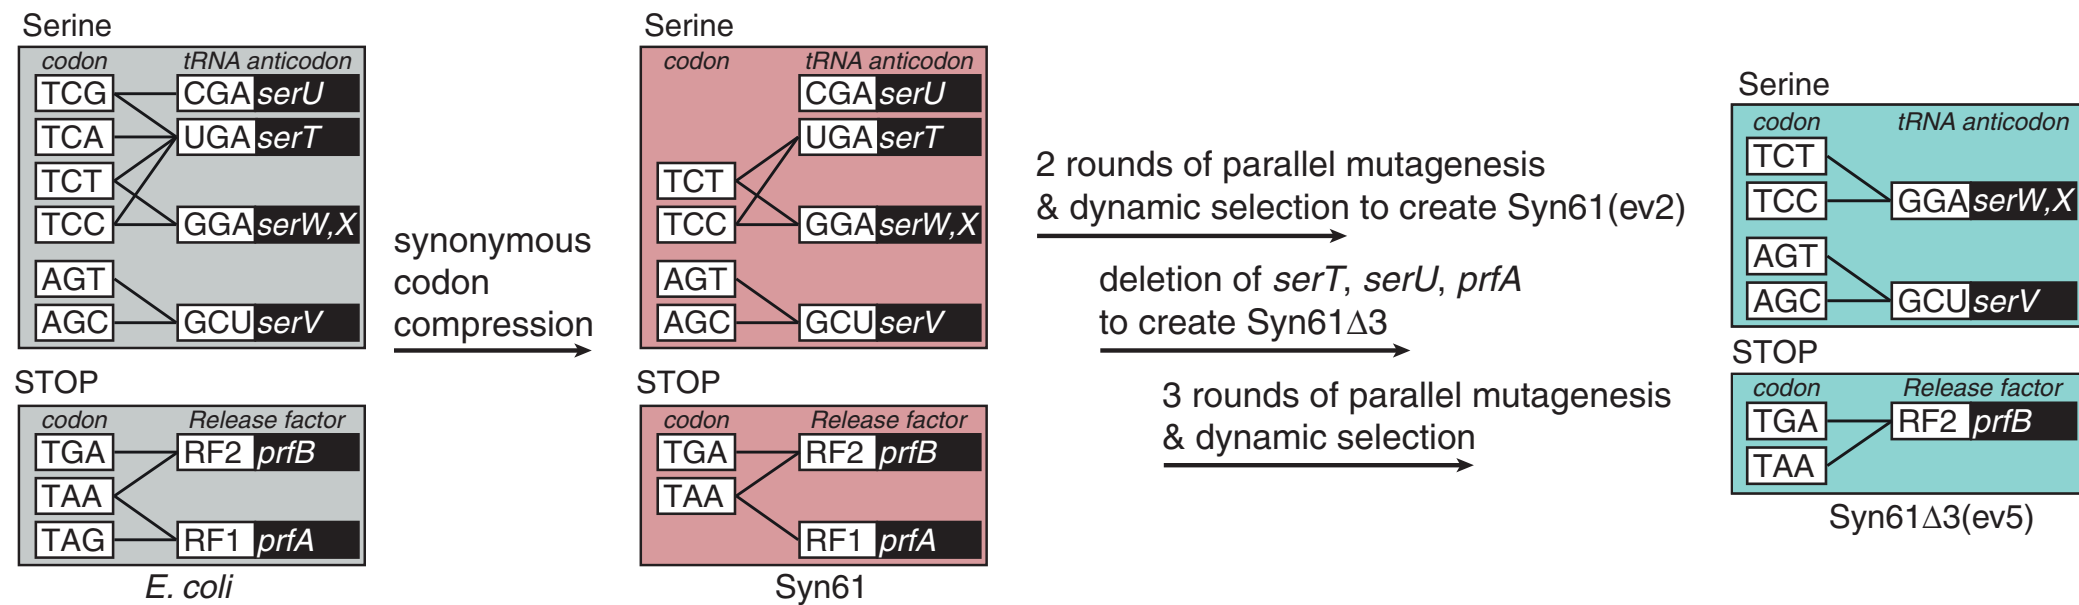 Serine
codon tRNA anticodon
TCG CGA serU
TCA UGA serT
TCT
TCC GGA serW,X
AGT
AGC GCU serV
STOP
codon Release factor
TGA RF2 prfB
TAA
TAG RF1 prfA
E. coli
synonymous
codon
compression
Serine
codon tRNA anticodon
CGA serU
UGA serT
TCT
TCC GGA serW,X
AGT
AGC GCU serV
STOP
codon Release factor
TGA RF2 prfB
TAA
RF1 prfA
Syn61
2 rounds of parallel mutagenesis
& dynamic selection to create Syn61(ev2)
deletion of serT, serU, prfA
to create Syn61Δ3
3 rounds of parallel mutagenesis
& dynamic selection
Serine
codon tRNA anticodon
TCT
TCC GGA serW,X
AGT
AGC GCU serV
STOP
codon Release factor
TGA RF2 prfB
TAA
Syn61Δ3(ev5)